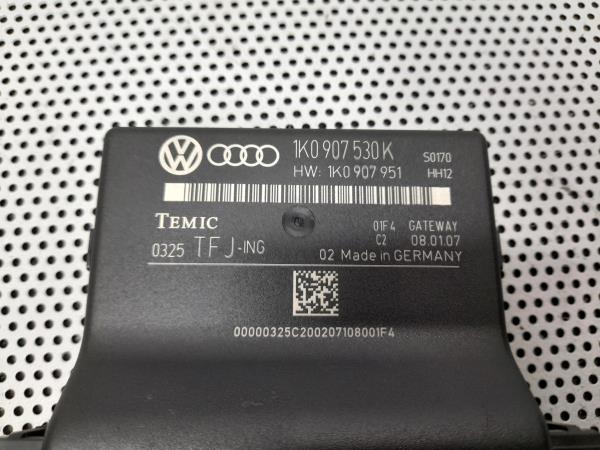 1K0 907 530 K S0170
HW: 1K0 907 951 HH12
TEMIC 01F4 GATEWAY
C2 08.01.07
0325 TFJ-ING 02 Made in GERMANY
00000325C200207108001F4